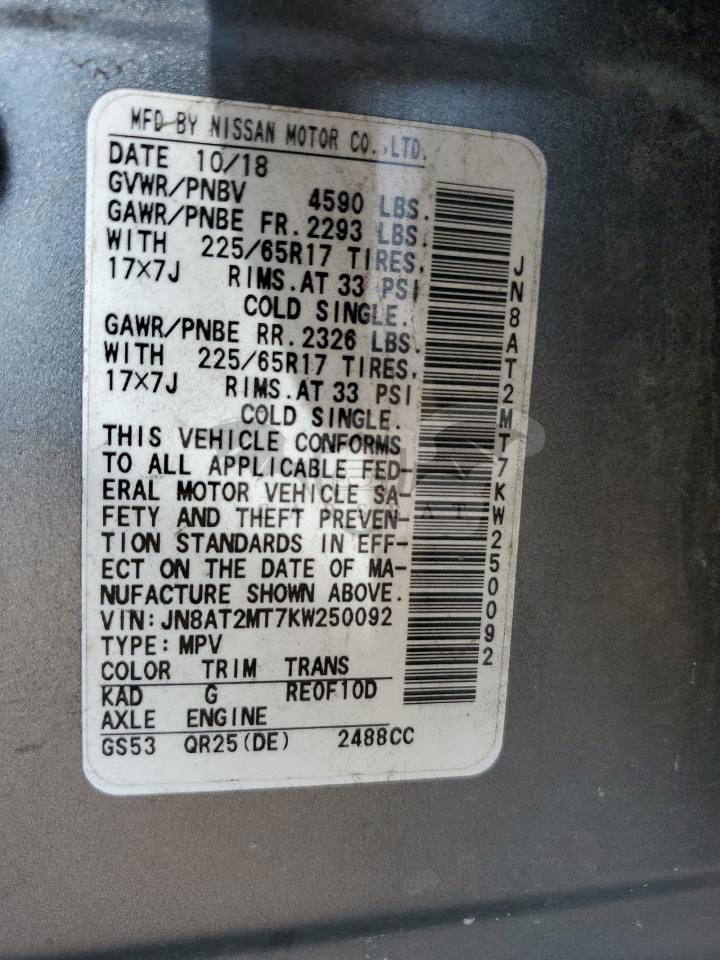 MFD BY NISSAN MOTOR CO.,LTD.
DATE 10/18
GVWR/PNBV 4590 LBS.
GAWR/PNBE FR. 2293 LBS.
WITH 225/65R17 TIRES,
17×7J RIMS. AT 33 PSI
COLD SINGLE.
GAWR/PNBE RR. 2326 LBS.
WITH 225/65R17 TIRES,
17×7J RIMS. AT 33 PSI
COLD SINGLE.
THIS VEHICLE CONFORMS
TO ALL APPLICABLE FED-
ERAL MOTOR VEHICLE SA-
FETY AND THEFT PREVEN-
TION STANDARDS IN EFF-
ECT ON THE DATE OF MA-
NUFACTURE SHOWN ABOVE.
VIN: JN8AT2MT7KW250092
TYPE: MPV
COLOR TRIM TRANS
KAD G RE0F10D
AXLE ENGINE
GS53 QR25(DE) 2488CC
JN8AT2MT7KW250092